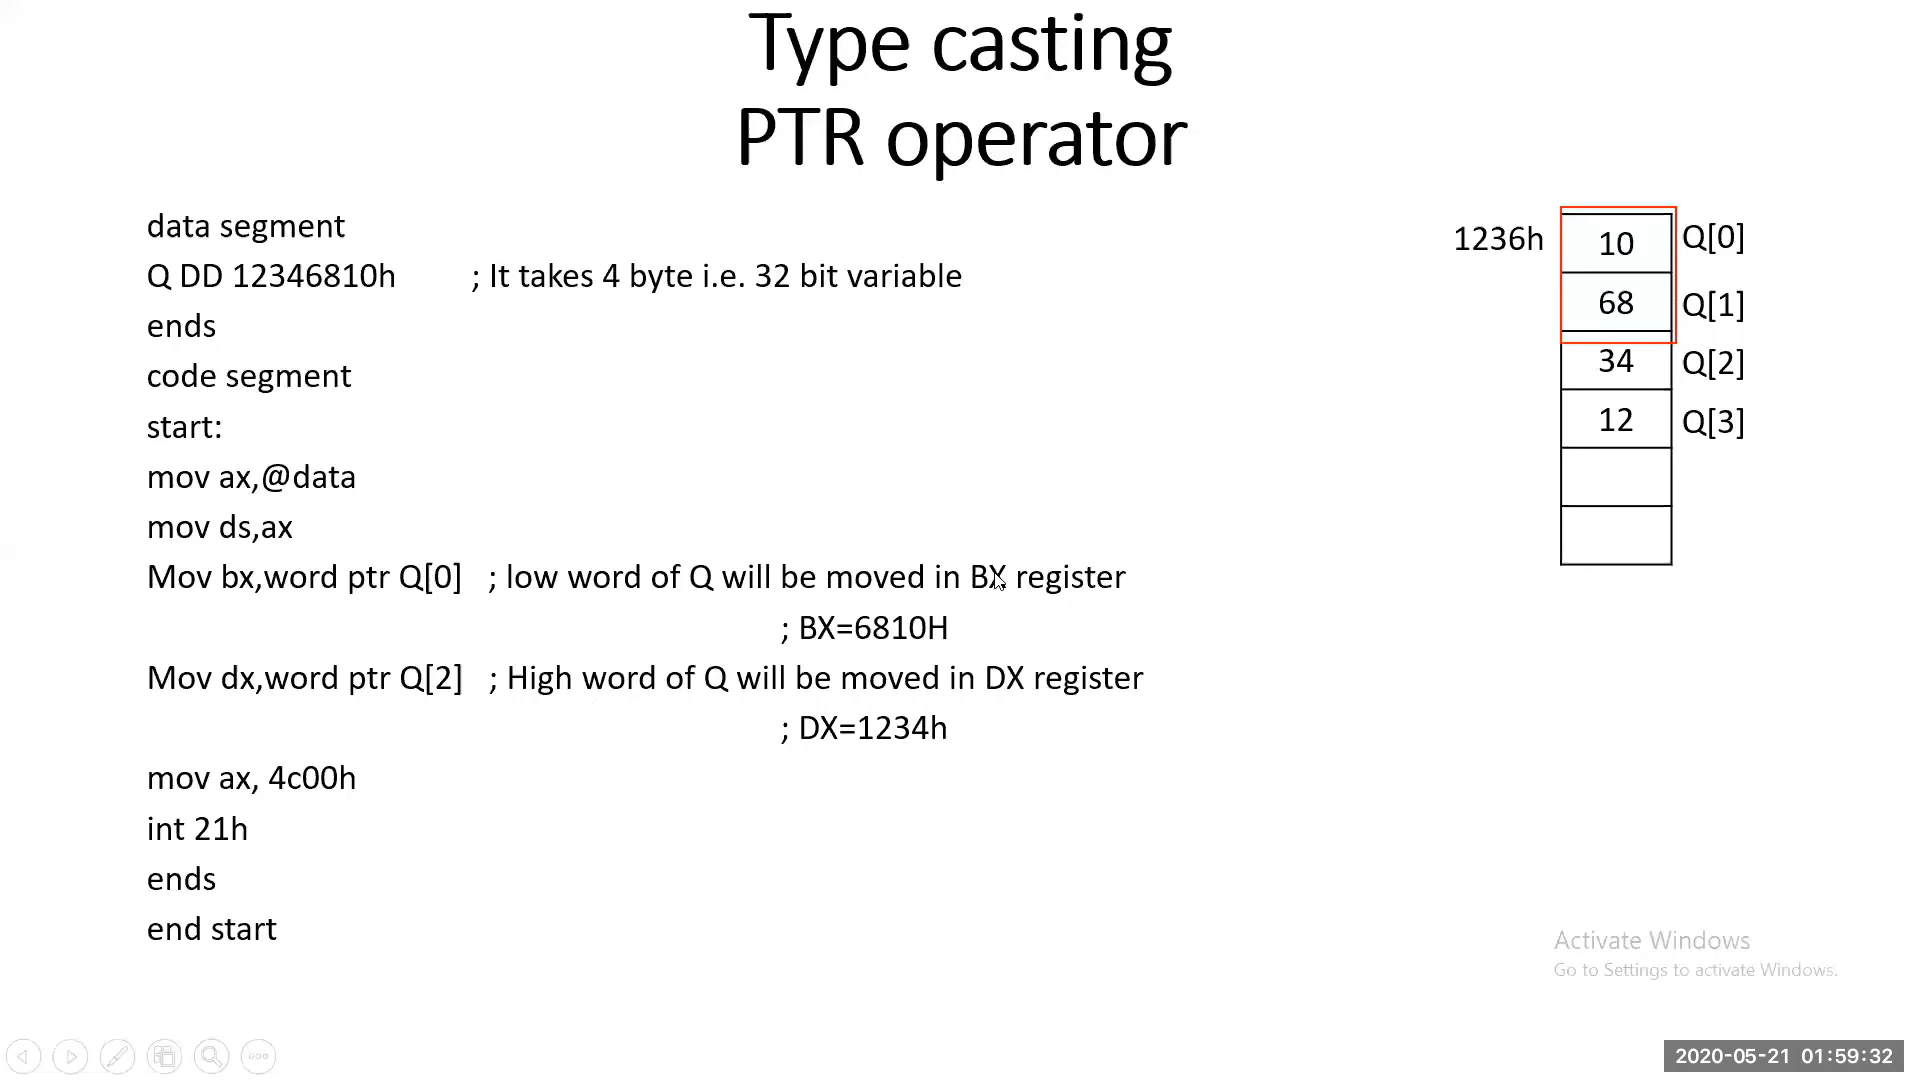 Type casting
PTR operator
data segment
Q DD 12346810h ; It takes 4 byte i.e. 32 bit variable
ends
code segment
start:
mov ax,@data
mov ds,ax
Mov bx,word ptr Q[0] ; low word of Q will be moved in BX register
; BX=6810H
Mov dx,word ptr Q[2] ; High word of Q will be moved in DX register
; DX=1234h
mov ax, 4c00h
int 21h
ends
end start
1236h 10 Q[0]
68 Q[1]
34 Q[2]
12 Q[3]
Activate Windows
Go to Settings to activate Windows.
2020-05-21 01:59:32